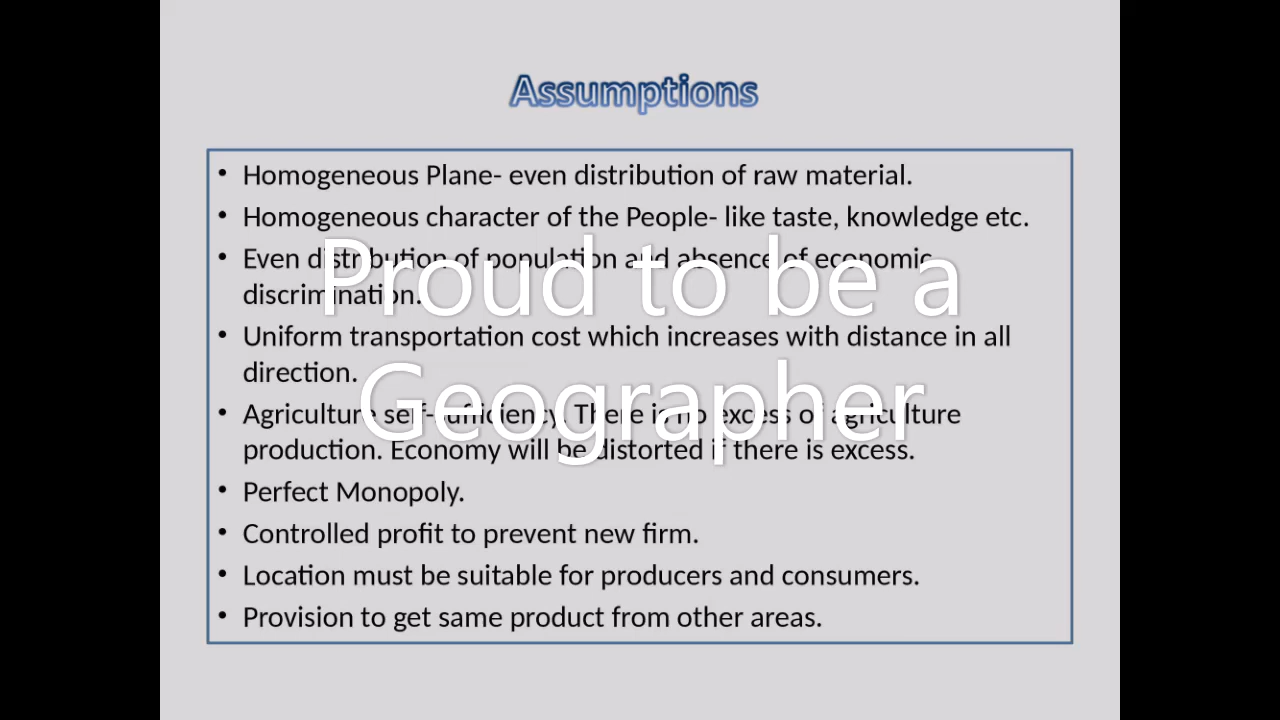 Assumptions
• Homogeneous Plane- even distribution of raw material.
• Homogeneous character of the People- like taste, knowledge etc.
• Even distribution of population and absence of economic
discrimination.
• Uniform transportation cost which increases with distance in all
direction.
• Agriculture self-sufficiency. There is no excess of agriculture
production. Economy will be distorted if there is excess.
• Perfect Monopoly.
• Controlled profit to prevent new firm.
• Location must be suitable for producers and consumers.
• Provision to get same product from other areas.
Proud to be a
Geographer